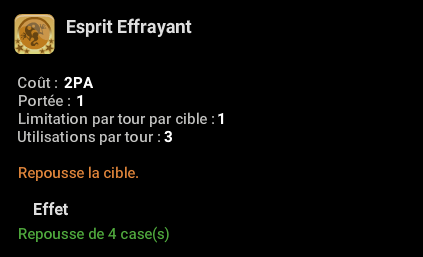 Esprit Effrayant
Coût : 2PA
Portée : 1
Limitation par tour par cible : 1
Utilisations par tour : 3
Repousse la cible.
Effet
Repousse de 4 case(s)